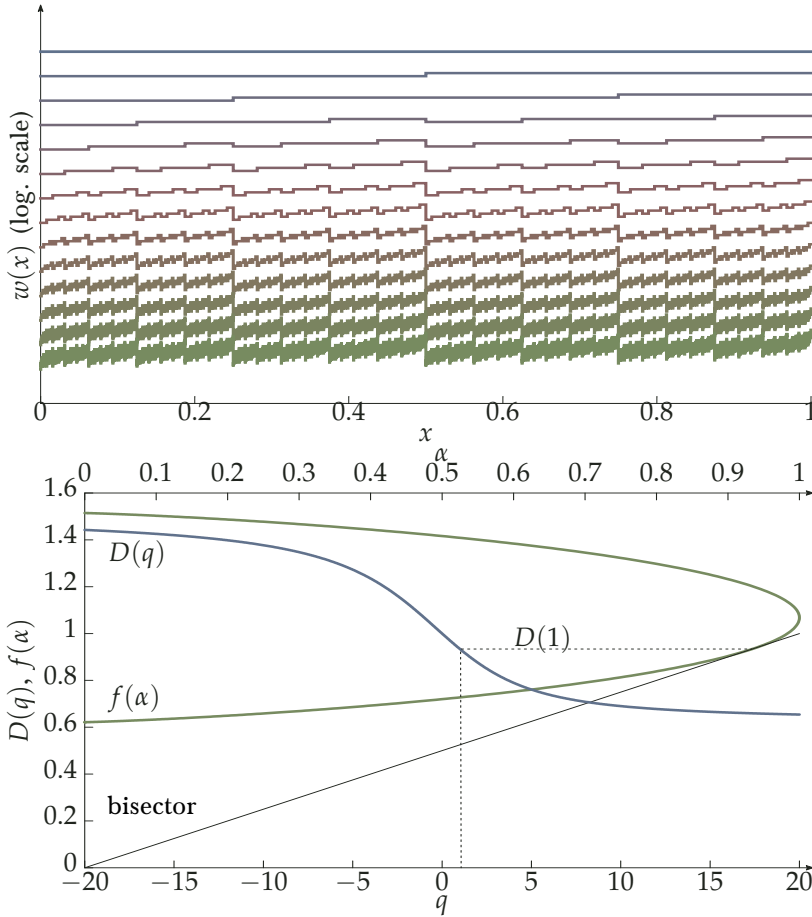 w(x) (log. scale)
0 0.2 0.4 0.6 0.8 1
x
α
0 0.1 0.2 0.3 0.4 0.5 0.6 0.7 0.8 0.9 1
1.6
1.4
1.2
1
0.8
0.6
0.4
0.2
0
D(q), f(α)
D(q)
D(1)
f(α)
bisector
−20 −15 −10 −5 0 5 10 15 20
q